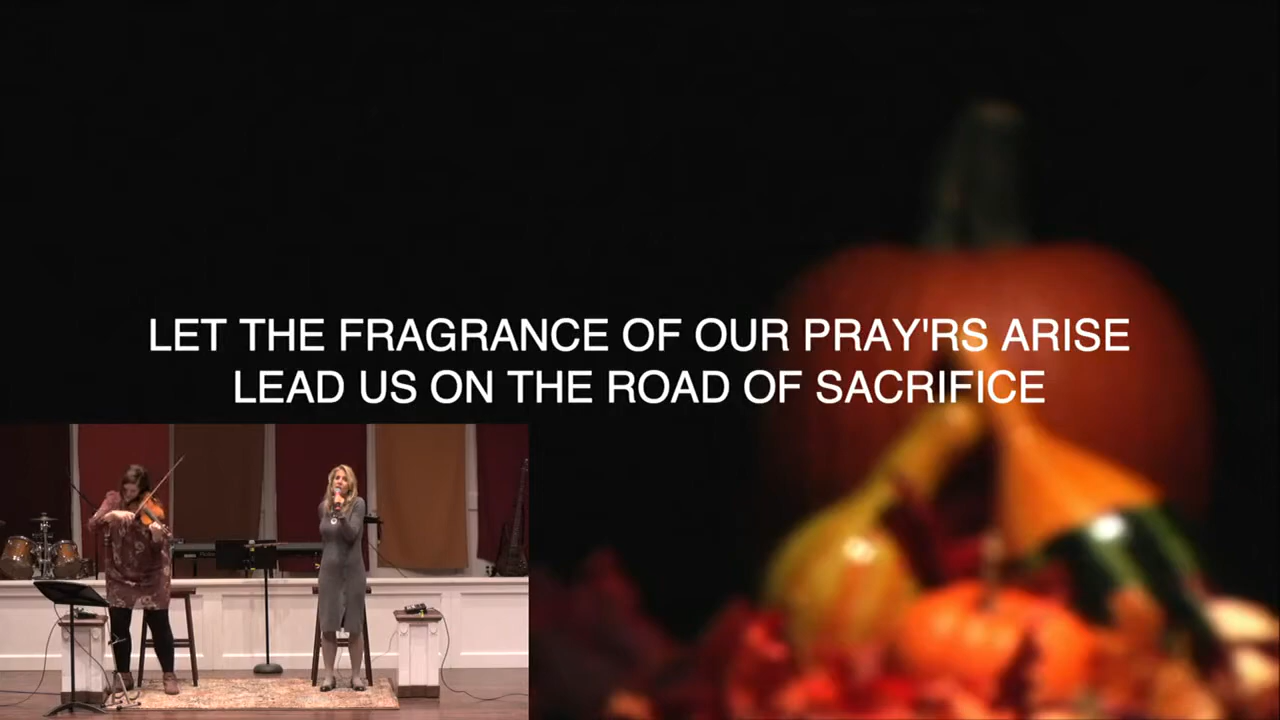 LET THE FRAGRANCE OF OUR PRAY'RS ARISE
LEAD US ON THE ROAD OF SACRIFICE